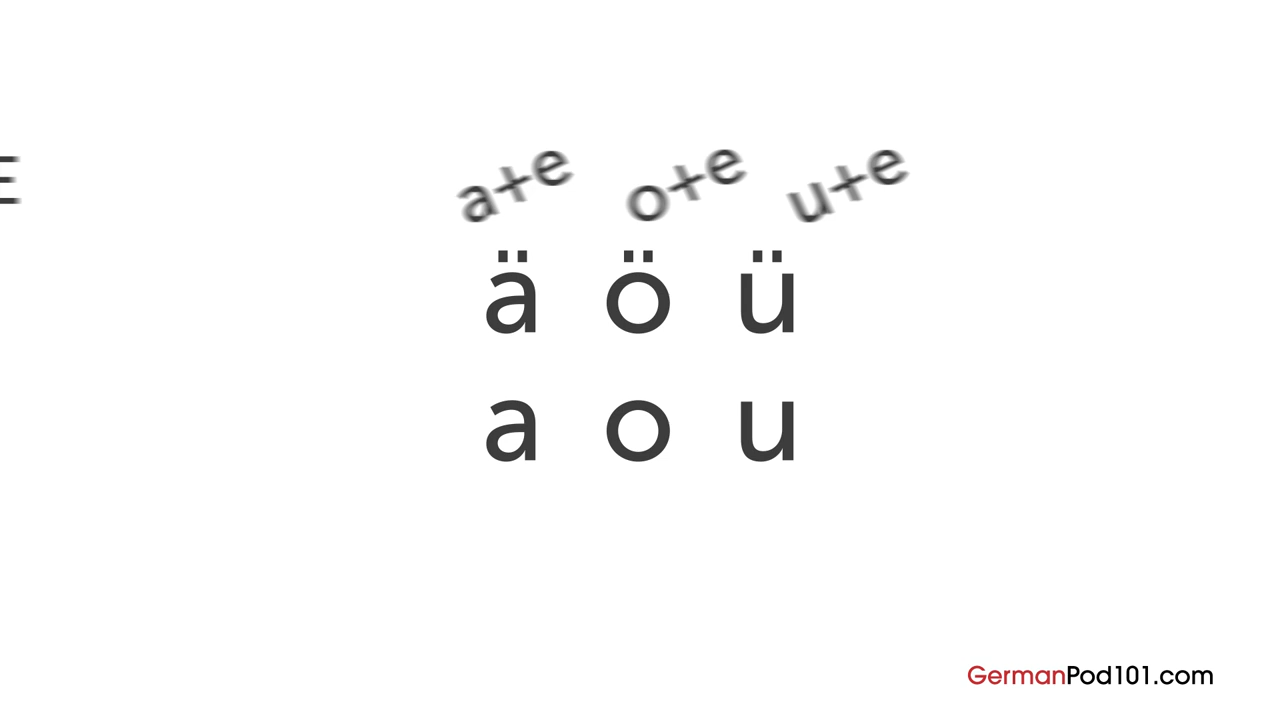 a+e o+e u+e
ä ö ü
a o u
GermanPod101.com